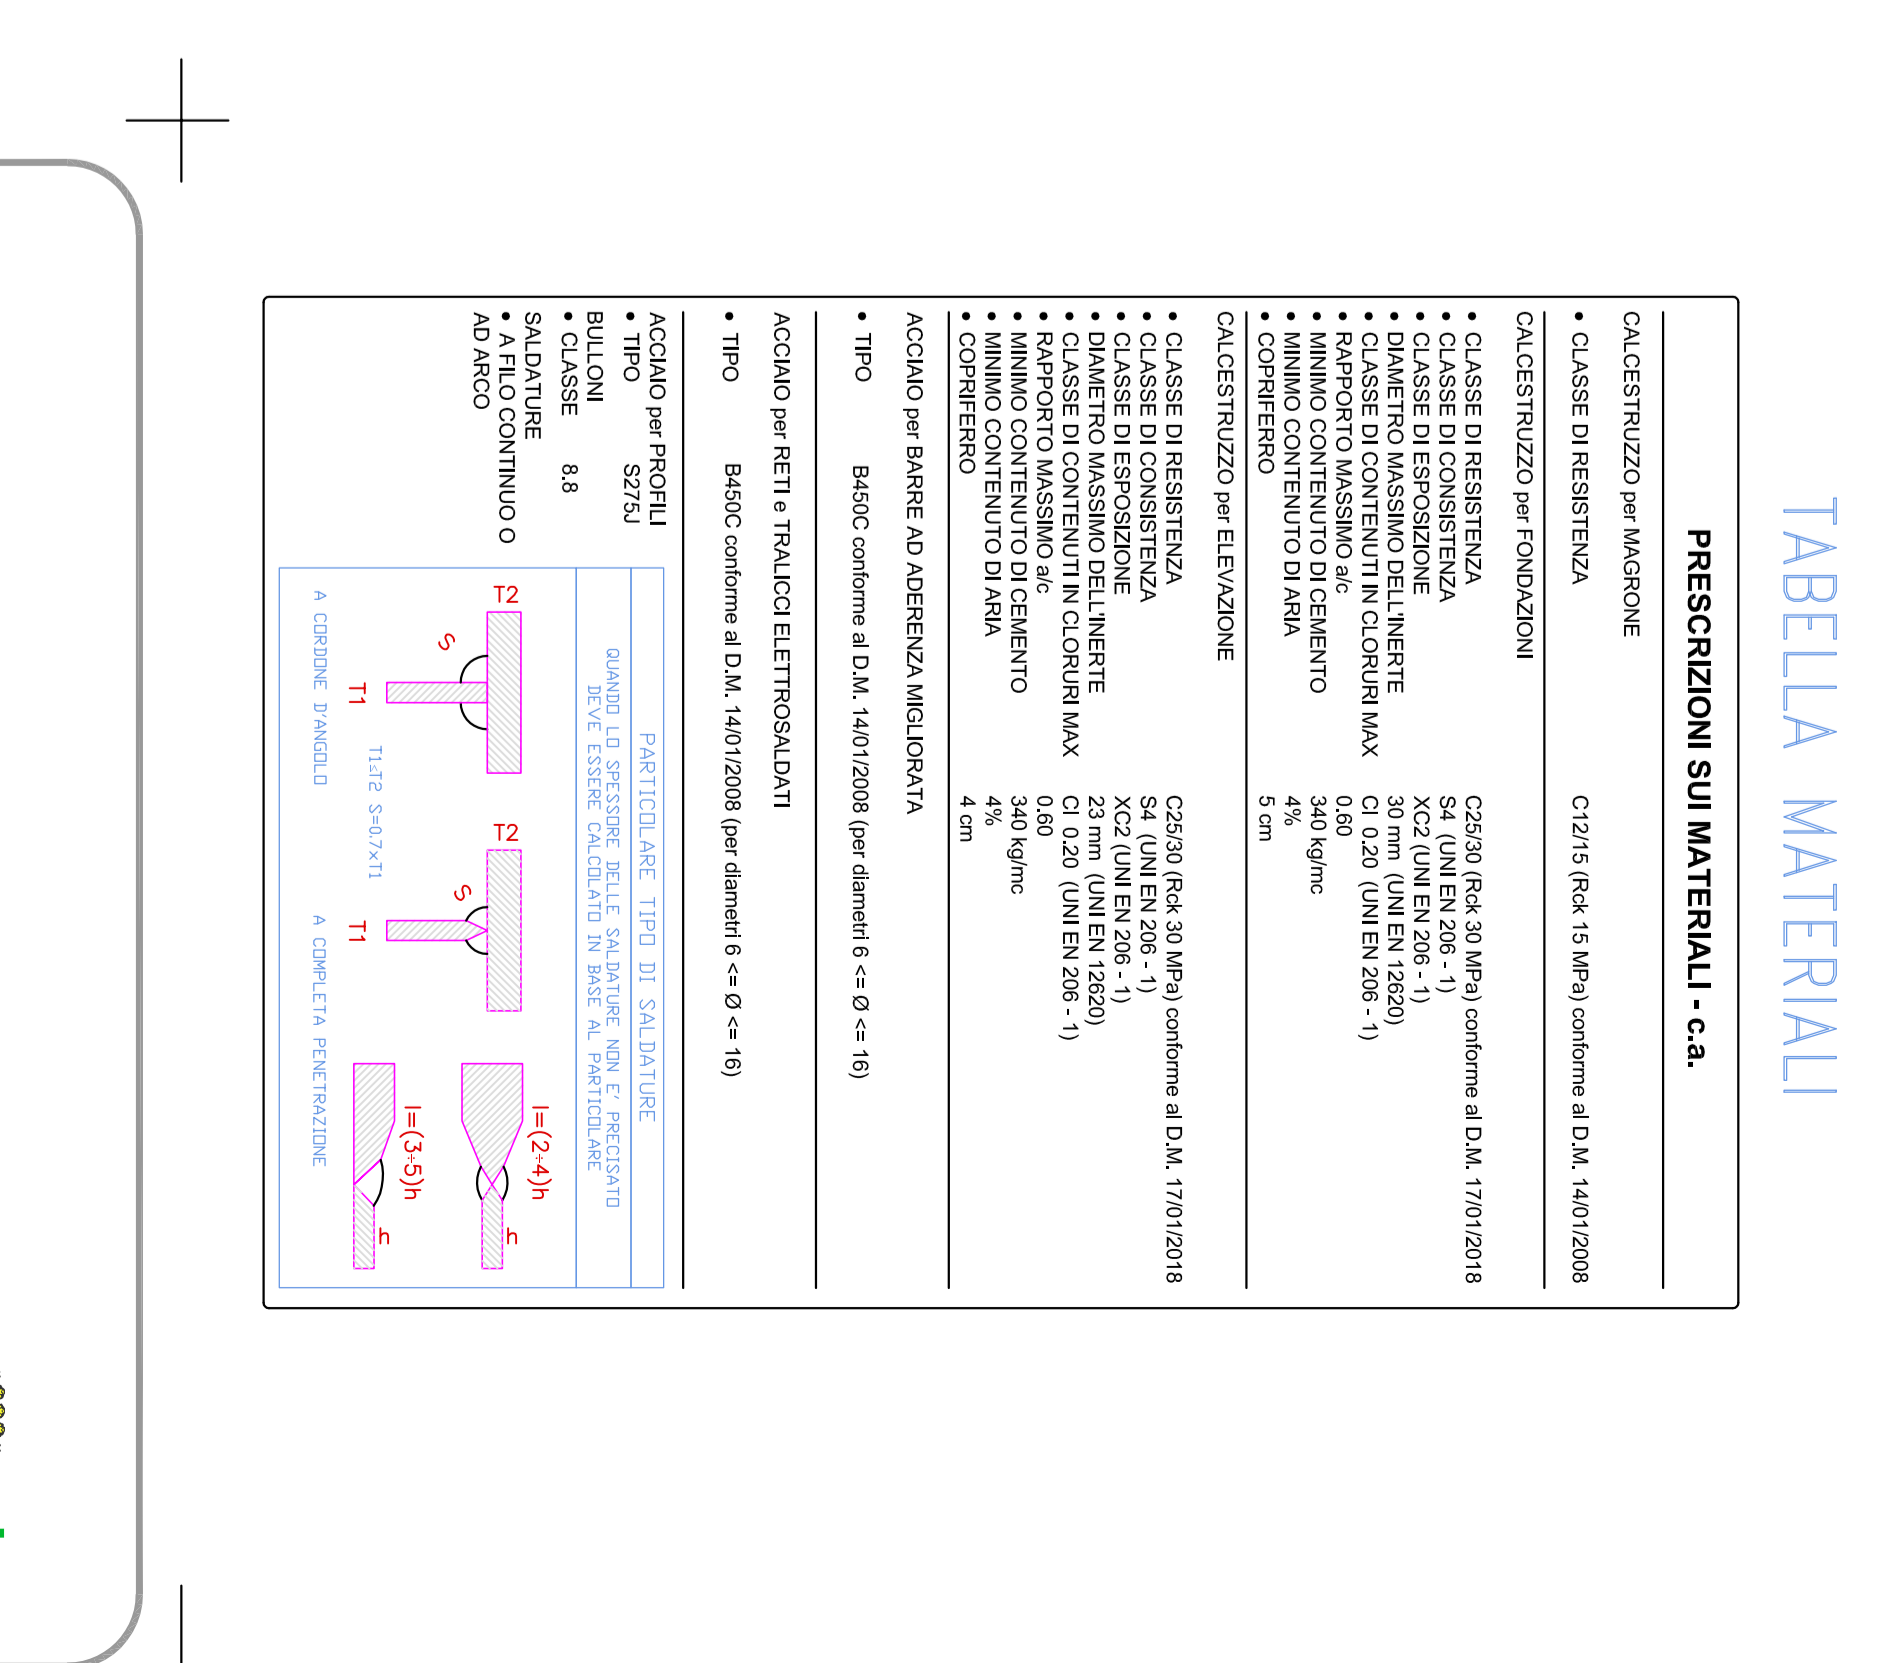 TABELLA MATERIALI
PRESCRIZIONI SUI MATERIALI - c.a.
CALCESTRUZZO per MAGRONE
• CLASSE DI RESISTENZA C12/15 (Rck 15 MPa) conforme al D.M. 14/01/2008
CALCESTRUZZO per FONDAZIONI
• CLASSE DI RESISTENZA C25/30 (Rck 30 MPa) conforme al D.M. 17/01/2018
• CLASSE DI CONSISTENZA S4 (UNI EN 206 - 1)
• CLASSE DI ESPOSIZIONE XC2 (UNI EN 206 - 1)
• DIAMETRO MASSIMO DELL'INERTE 30 mm (UNI EN 12620)
• CLASSE DI CONTENUTI IN CLORURI MAX Cl 0.20 (UNI EN 206 - 1)
• RAPPORTO MASSIMO a/c 0.60
• MINIMO CONTENUTO DI CEMENTO 340 kg/mc
• MINIMO CONTENUTO DI ARIA 4%
• COPRIFERRO 5 cm
CALCESTRUZZO per ELEVAZIONE
• CLASSE DI RESISTENZA C25/30 (Rck 30 MPa) conforme al D.M. 17/01/2018
• CLASSE DI CONSISTENZA S4 (UNI EN 206 - 1)
• CLASSE DI ESPOSIZIONE XC2 (UNI EN 206 - 1)
• DIAMETRO MASSIMO DELL'INERTE 23 mm (UNI EN 12620)
• CLASSE DI CONTENUTI IN CLORURI MAX Cl 0.20 (UNI EN 206 - 1)
• RAPPORTO MASSIMO a/c 0.60
• MINIMO CONTENUTO DI CEMENTO 340 kg/mc
• MINIMO CONTENUTO DI ARIA 4%
• COPRIFERRO 4 cm
ACCIAIO per BARRE AD ADERENZA MIGLIORATA
• TIPO B450C conforme al D.M. 14/01/2008 (per diametri 6 <= Ø <= 16)
ACCIAIO per RETI e TRALICCI ELETTROSALDATI
• TIPO B450C conforme al D.M. 14/01/2008 (per diametri 6 <= Ø <= 16)
ACCIAIO per PROFILI
• TIPO S275J
BULLONI
• CLASSE 8.8
SALDATURE
• A FILO CONTINUO O
AD ARCO
PARTICOLARE TIPO DI SALDATURE
QUANDO LO SPESSORE DELLE SALDATURE NON E' PRECISATO
DEVE ESSERE CALCOLATO IN BASE AL PARTICOLARE
T2
S
T1
T2
S
T1
l=(2÷4)h
h
l=(3÷5)h
h
T1≤T2 S=0.7xT1
A CORDONE D'ANGOLO
A COMPLETA PENETRAZIONE